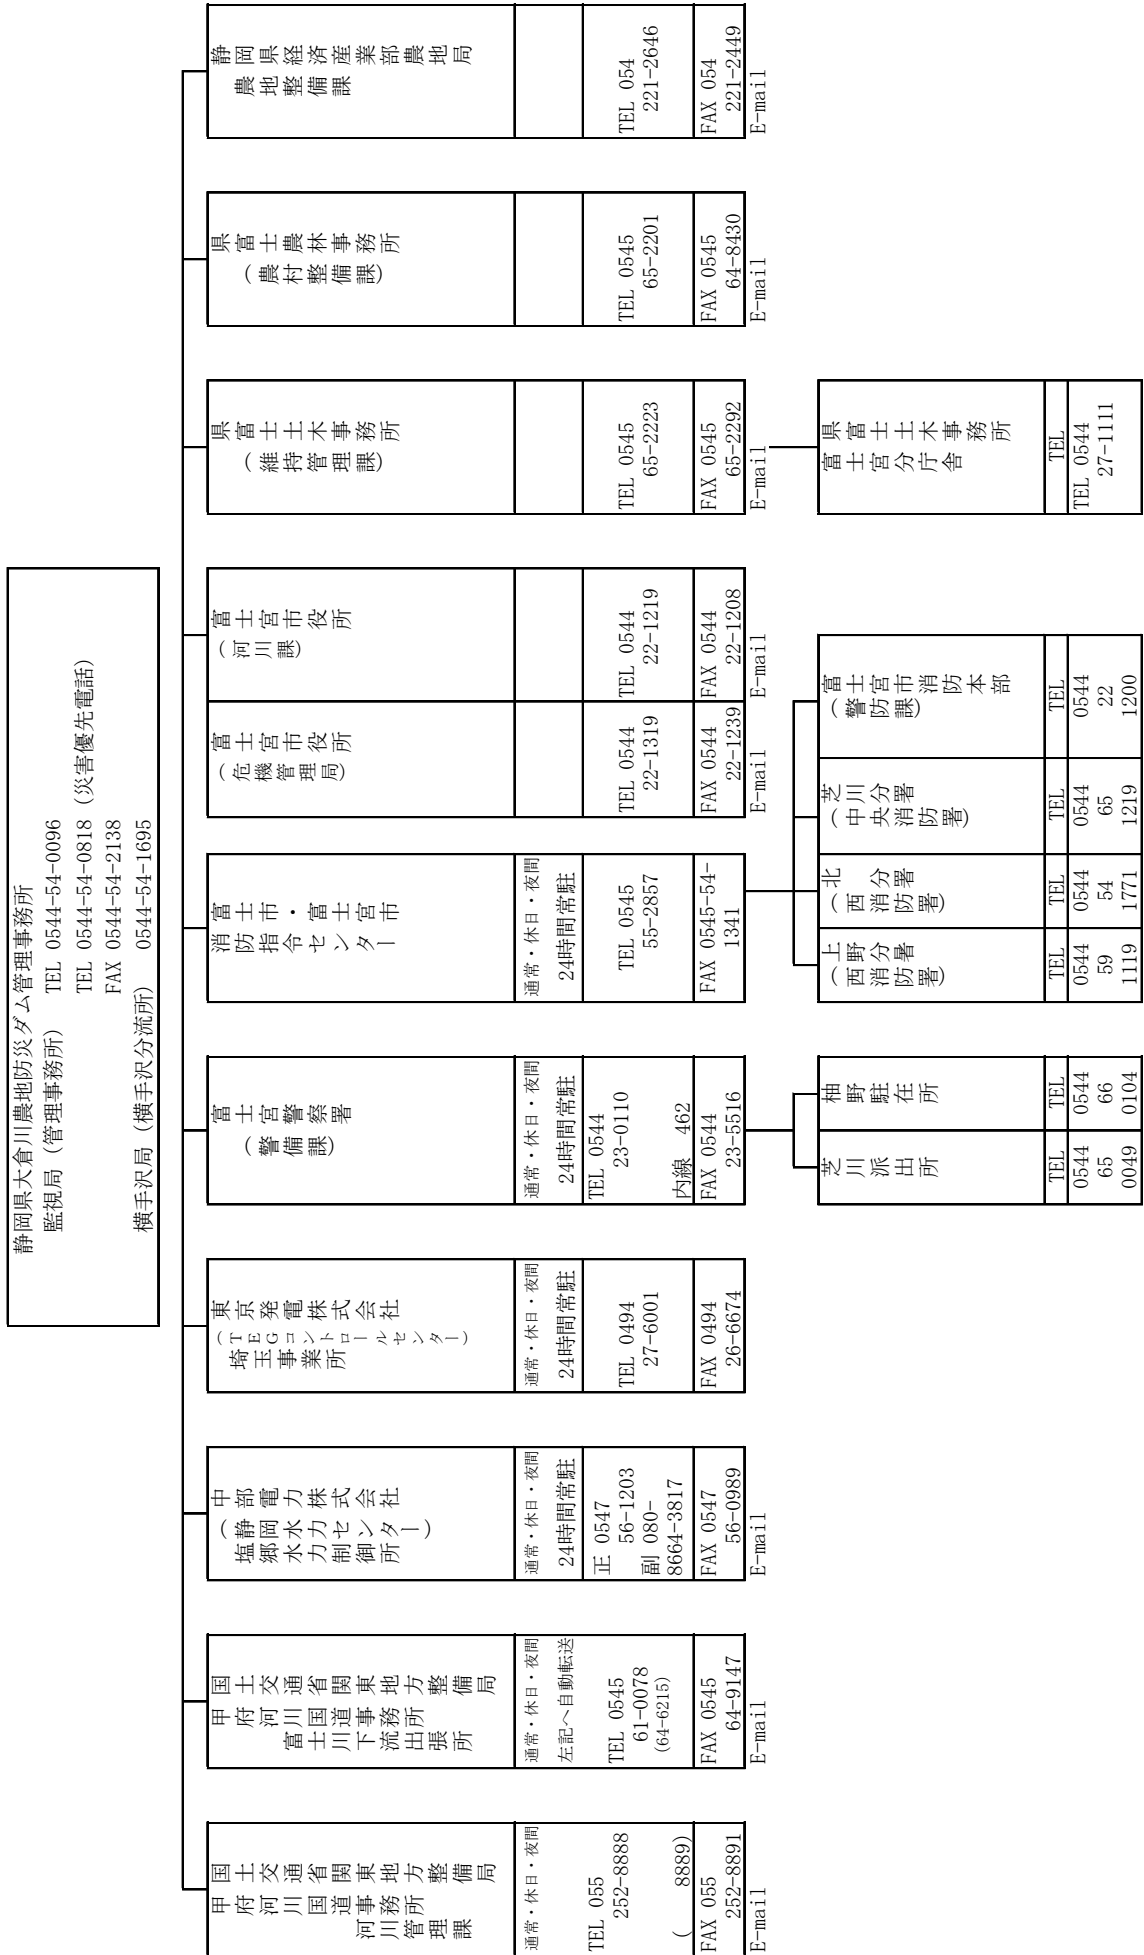 静岡県大倉川農地防災ダム管理事務所
監視局（管理事務所） TEL 0544-54-0096
TEL 0544-54-0818（災害優先電話）
FAX 0544-54-2138
横手沢局（横手沢分流所） 0544-54-1695
国土交通省関東地方整備局
甲府河川国道事務所
河川管理課
通常・休日・夜間
TEL 055
252-8888
( 8889)
FAX 055
252-8891
E-mail
国土交通省関東地方整備局
甲府河川国道事務所
富士川下流出張所
通常・休日・夜間
左記へ自動転送
TEL 0545
61-0078
(64-6215)
FAX 0545
64-9147
E-mail
中部電力株式会社
（静岡水力センター）
塩郷水力制御所
通常・休日・夜間
24時間常駐
正 0547
56-1203
副 080-
8664-3817
FAX 0547
56-0989
E-mail
東京発電株式会社
（ＴＥＧコントロールセンター）
埼玉事業所
通常・休日・夜間
24時間常駐
TEL 0494
27-6001
FAX 0494
26-6674
富士宮警察署
（警備課）
通常・休日・夜間
24時間常駐
TEL 0544
23-0110
内線 462
FAX 0544
23-5516
富士市・富士宮市
消防指令センター
通常・休日・夜間
24時間常駐
TEL 0545
55-2857
FAX 0545-54-
1341
富士宮市役所
（危機管理局）
TEL 0544
22-1319
FAX 0544
22-1239
E-mail
富士宮市役所
（河川課）
TEL 0544
22-1219
FAX 0544
22-1208
E-mail
県富士土木事務所
（維持管理課）
TEL 0545
65-2223
FAX 0545
65-2292
E-mail
県富士農林事務所
（農村整備課）
TEL 0545
65-2201
FAX 0545
64-8430
E-mail
静岡県経済産業部農地局
農地整備課
TEL 054
221-2646
FAX 054
221-2449
E-mail
芝川派出所
TEL
0544
65
0049
柚野駐在所
TEL
0544
66
0104
上野分署
（西消防署）
TEL
0544
59
1119
北分署
（西消防署）
TEL
0544
54
1771
芝川分署
（中央消防署）
TEL
0544
65
1219
富士宮市消防本部
（警防課）
TEL
0544
22
1200
県富士土木事務所
富士宮分庁舎
TEL
TEL 0544
27-1111